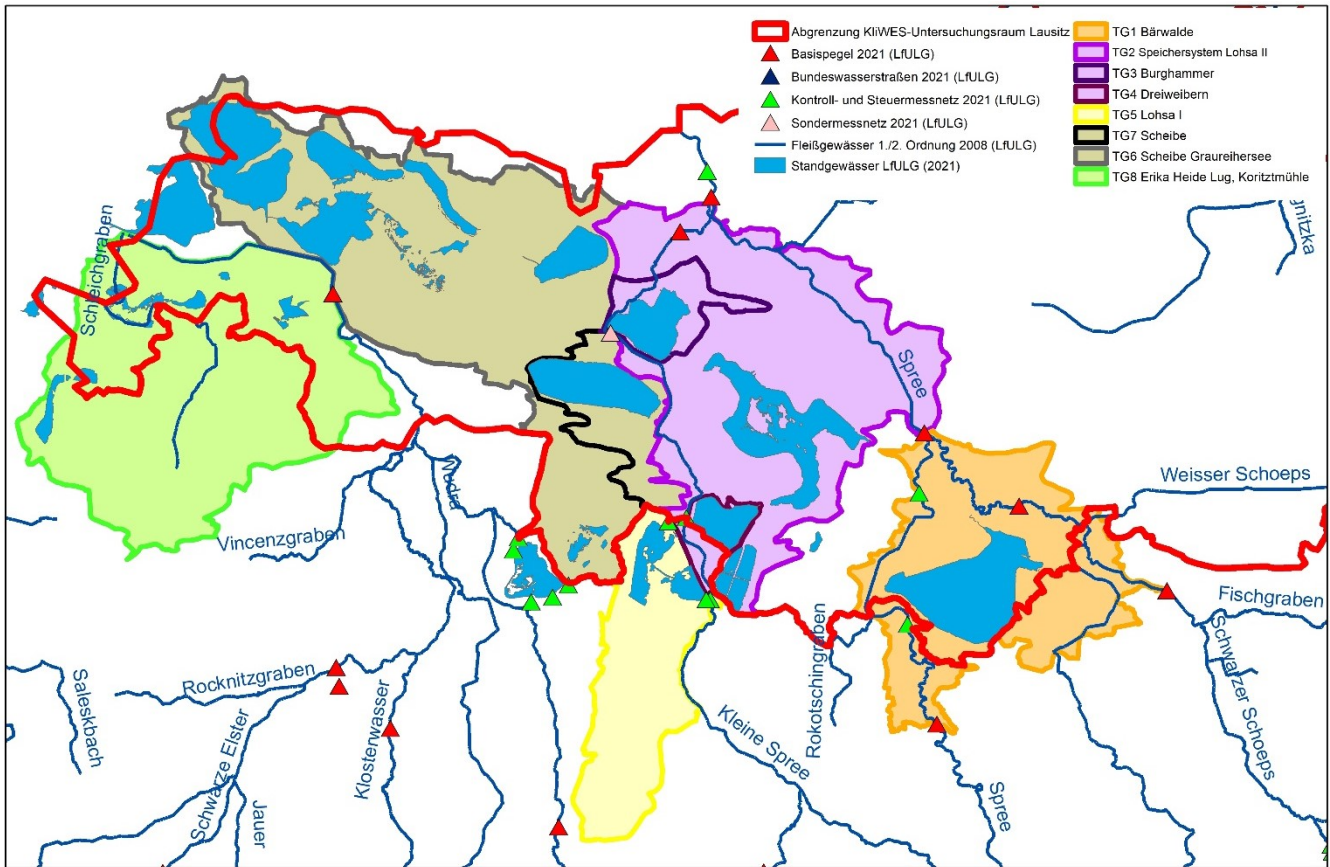 Abgrenzung KliWES-Untersuchungsraum Lausitz
Basispegel 2021 (LfULG)
Bundeswasserstraßen 2021 (LfULG)
Kontroll- und Steuermessnetz 2021 (LfULG)
Sondermessnetz 2021 (LfULG)
Fleißgewässer 1./2. Ordnung 2008 (LfULG)
Standgewässer LfULG (2021)
TG1 Bärwalde
TG2 Speichersystem Lohsa II
TG3 Burghammer
TG4 Dreiweibern
TG5 Lohsa I
TG7 Scheibe
TG6 Scheibe Graureihersee
TG8 Erika Heide Lug, Koritztmühle
Schleichgraben
Spree
Weisser Schoeps
Wudra
Vincenzgraben
Fischgraben
Rocknitzgraben
Saleskbach
Schwarze Elster
Jauer
Klosterwasser
Kleine Spree
Rokotschingraben
Spree
Schwarzer Schoeps